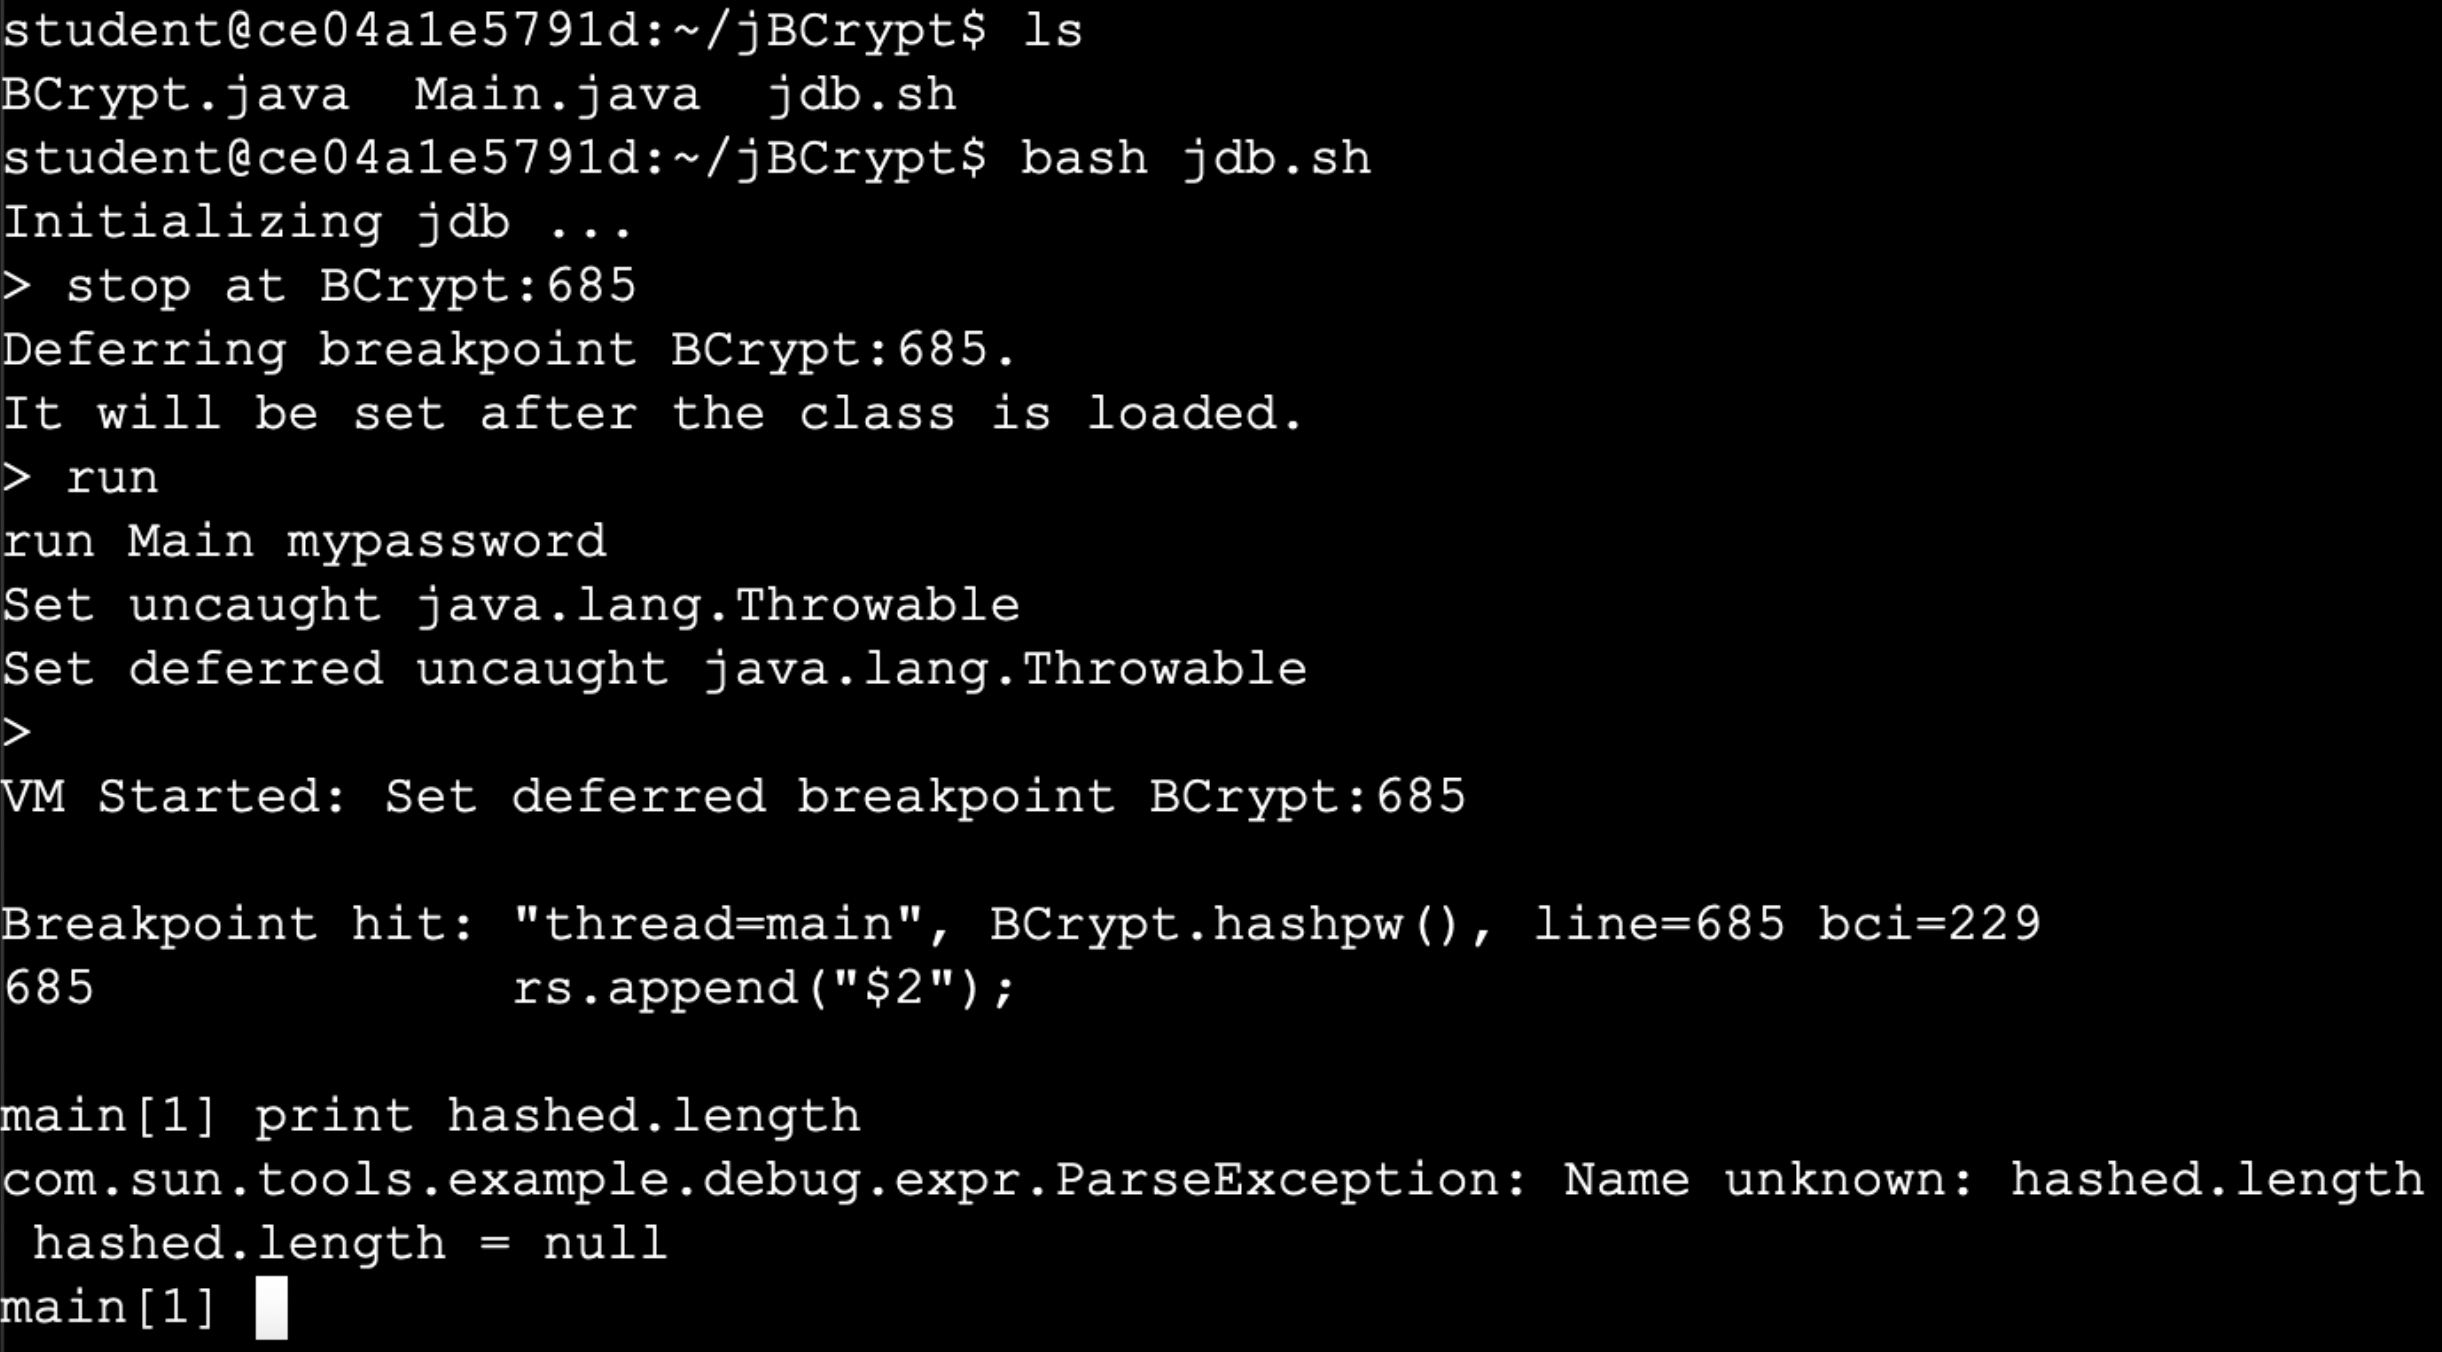 student@ce04a1e5791d:~/jBCrypt$ ls
BCrypt.java  Main.java  jdb.sh
student@ce04a1e5791d:~/jBCrypt$ bash jdb.sh
Initializing jdb ...
> stop at BCrypt:685
Deferring breakpoint BCrypt:685.
It will be set after the class is loaded.
> run
run Main mypassword
Set uncaught java.lang.Throwable
Set deferred uncaught java.lang.Throwable
>
VM Started: Set deferred breakpoint BCrypt:685
Breakpoint hit: "thread=main", BCrypt.hashpw(), line=685 bci=229
685             rs.append("$2");
main[1] print hashed.length
com.sun.tools.example.debug.expr.ParseException: Name unknown: hashed.length
 hashed.length = null
main[1]